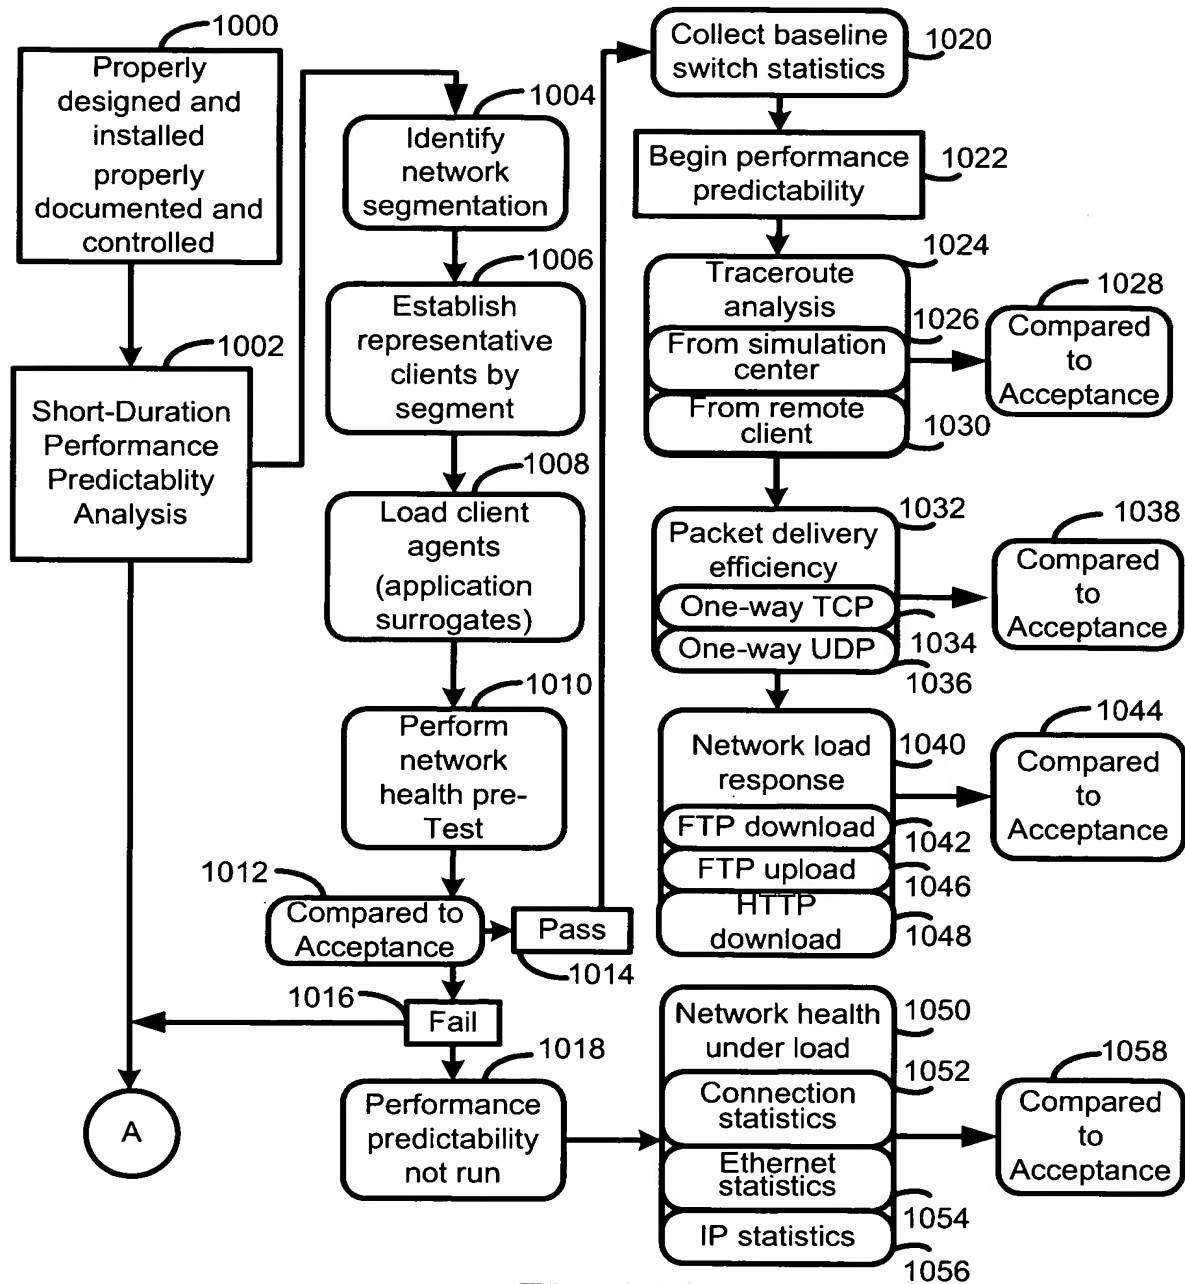 1000
Properly
designed and
installed
properly
documented and
controlled
1002
Short-Duration
Performance
Predictablity
Analysis
A
1004
Identify
network
segmentation
1006
Establish
representative
clients by
segment
1008
Load client
agents
(application
surrogates)
1010
Perform
network
health pre-
Test
1012
Compared to
Acceptance
Pass
1014
1016
Fail
1018
Performance
predictability
not run
Collect baseline
switch statistics
1020
Begin performance
predictability
1022
1024
Traceroute
analysis
1026
From simulation
center
From remote
client
1030
1028
Compared
to
Acceptance
1032
Packet delivery
efficiency
One-way TCP
1034
One-way UDP
1036
1038
Compared
to
Acceptance
Network load
response
1040
FTP download
1042
FTP upload
1046
HTTP
download
1048
1044
Compared
to
Acceptance
Network health
under load
1050
1052
Connection
statistics
Ethernet
statistics
1054
IP statistics
1056
1058
Compared
to
Acceptance